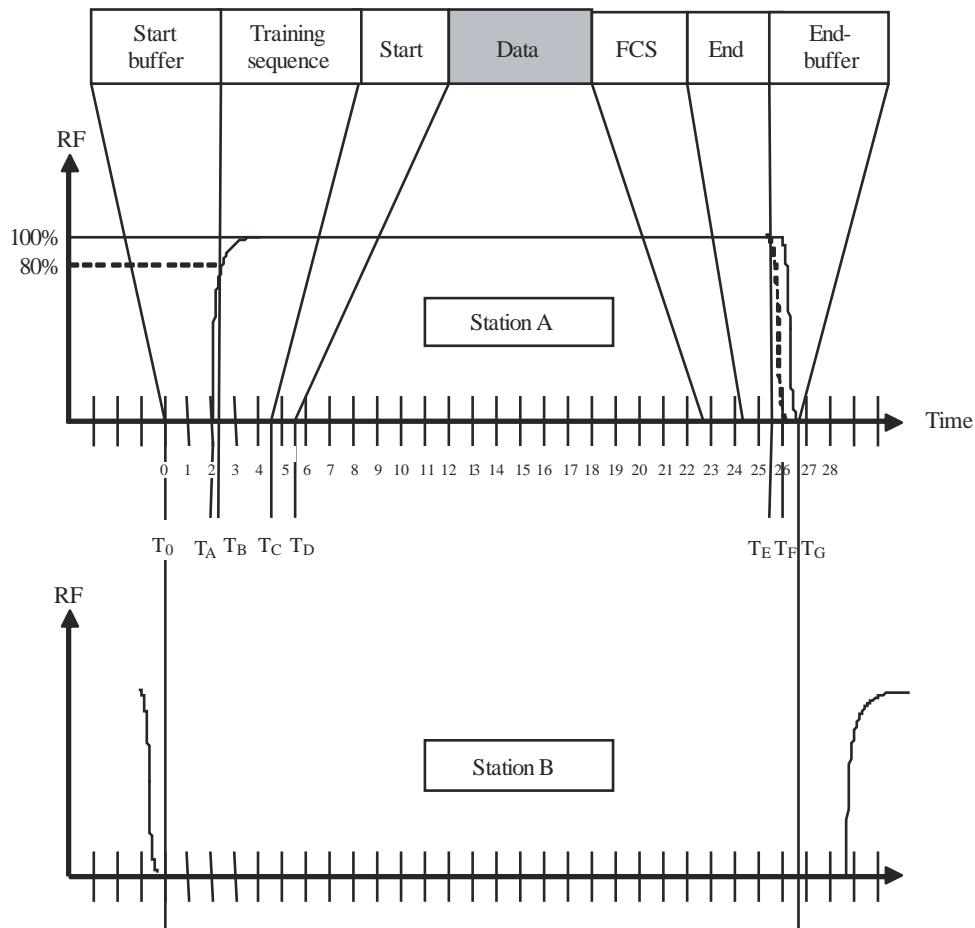 Start
buffer
Training
sequence
Start
Data
FCS
End
End-
buffer
RF
100%
80%
Station A
Time
0 1 2 3 4 5 6 7 8 9 10 11 12 13 14 15 16 17 18 19 20 21 22 23 24 25 26 27 28
T0 TA TB TC TD TE TF TG
RF
Station B